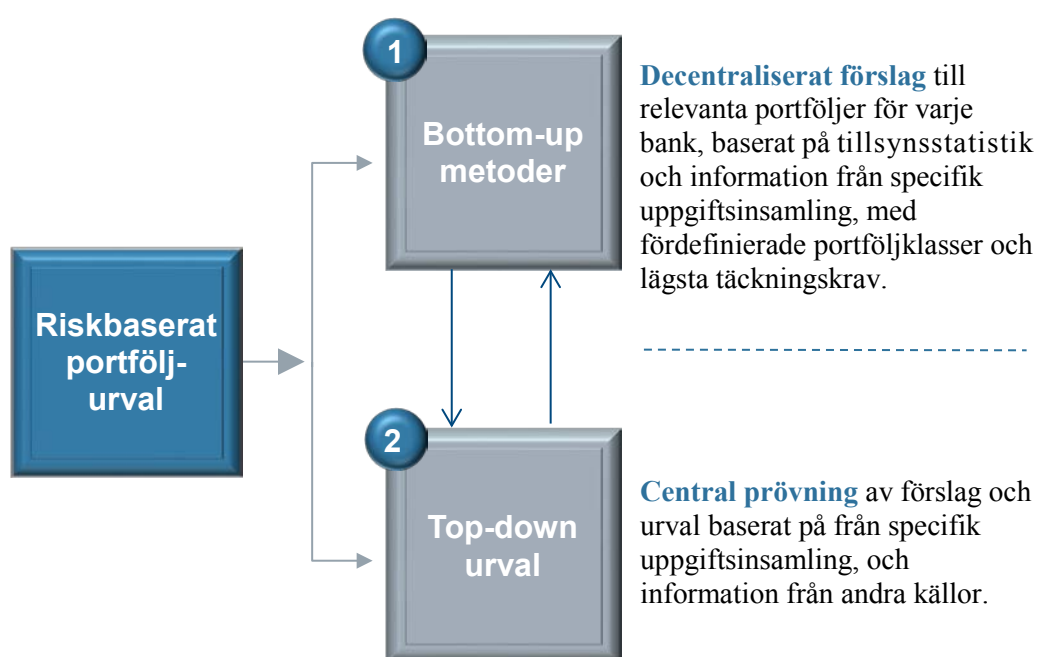 Riskbaserat
portfölj-
urval
1
Bottom-up
metoder
Decentraliserat förslag till
relevanta portföljer för varje
bank, baserat på tillsynsstatistik
och information från specifik
uppgiftsinsamling, med
fördefinierade portföljklasser och
lägsta täckningskrav.
2
Top-down
urval
Central prövning av förslag och
urval baserat på från specifik
uppgiftsinsamling, och
information från andra källor.